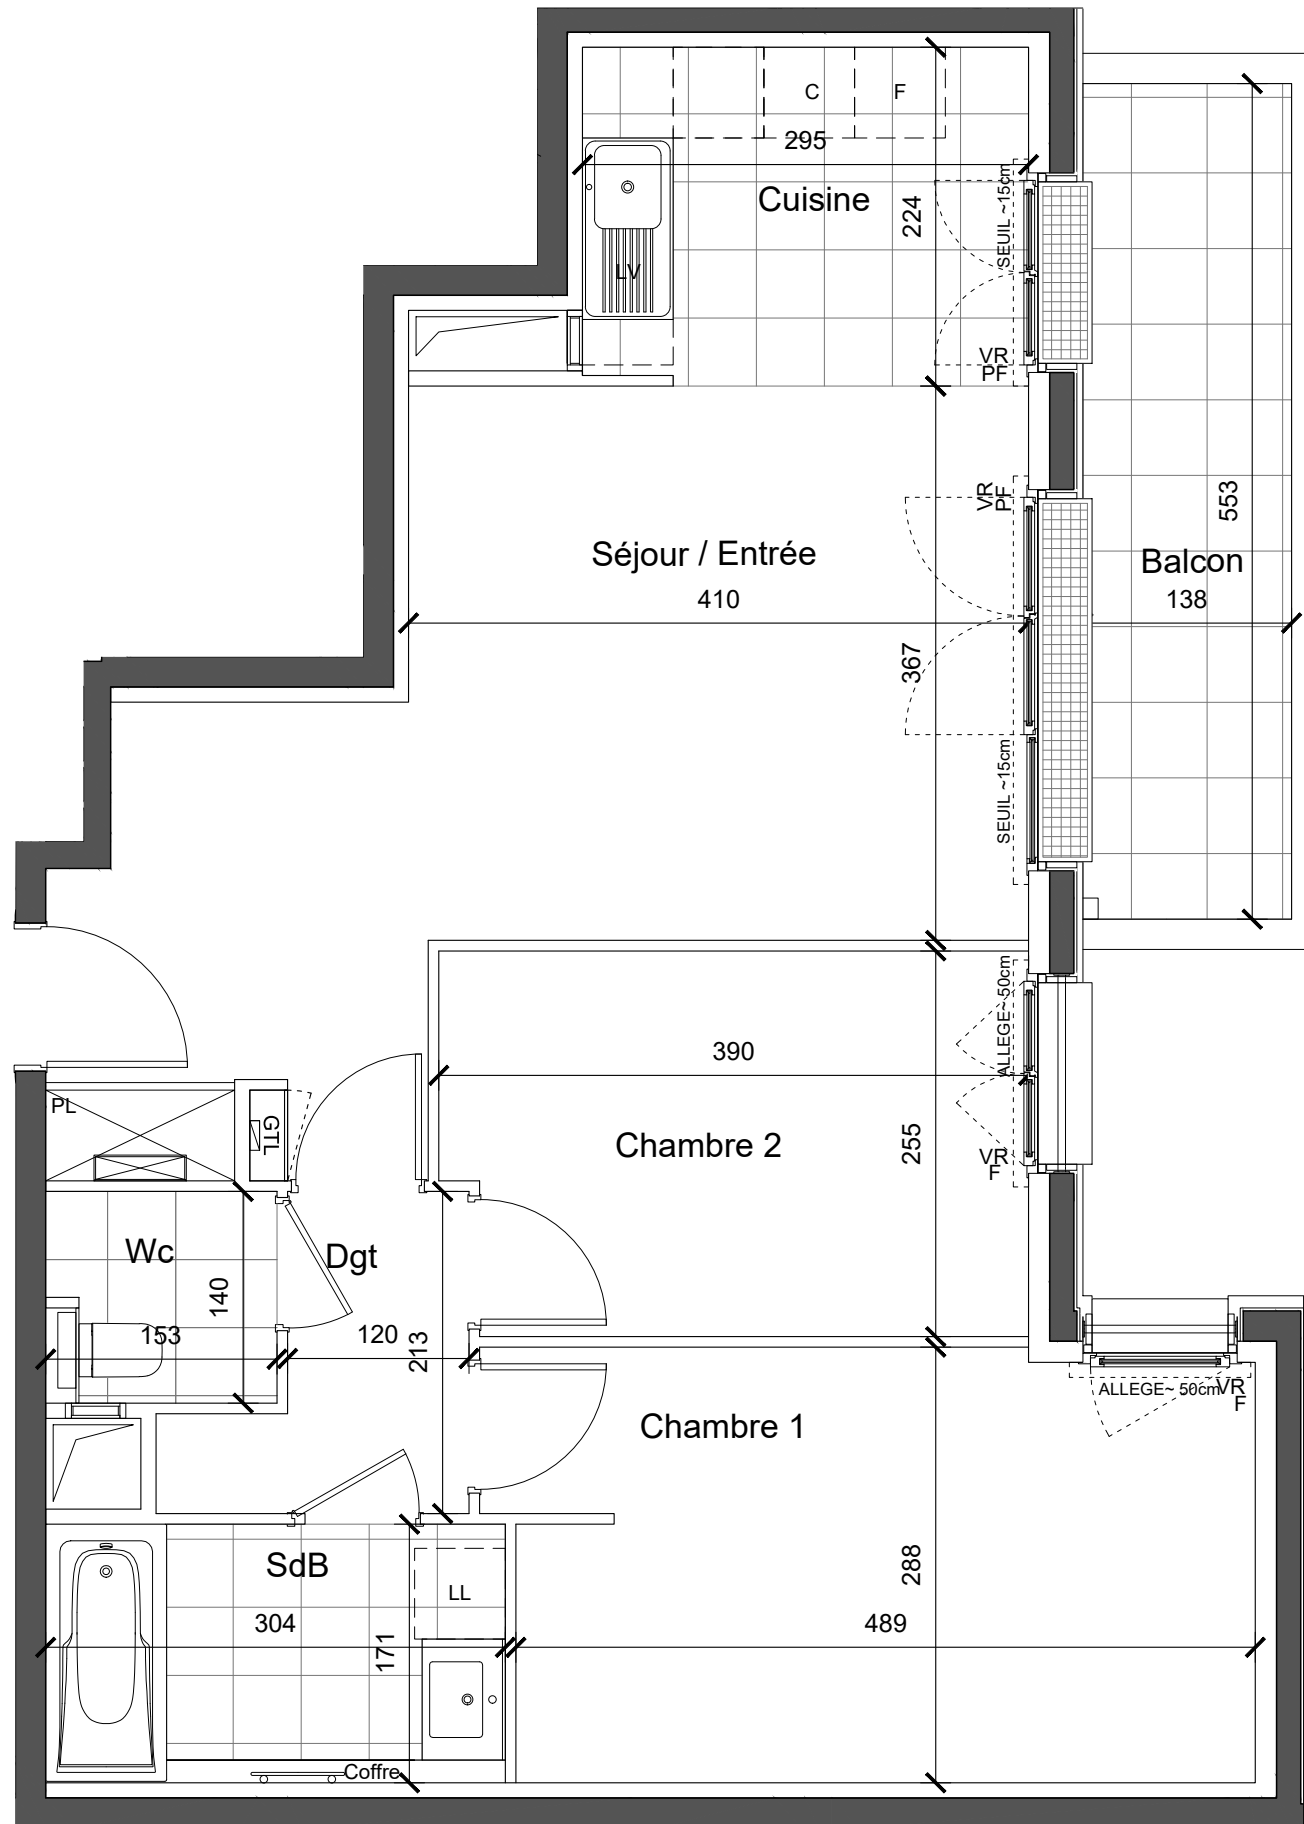 C
F
295
Cuisine
224
SEUIL ~15cm
LV
VR
PF
VR
PF
553
Séjour / Entrée
Balcon
410
138
367
SEUIL ~15cm
ALLEGE~ 50cm
390
PL
GTL
Chambre 2
255
VR
F
Wc
Dgt
140
153
120
213
ALLEGE~ 50cm
VR
F
Chambre 1
SdB
288
LL
304
489
171
Coffre